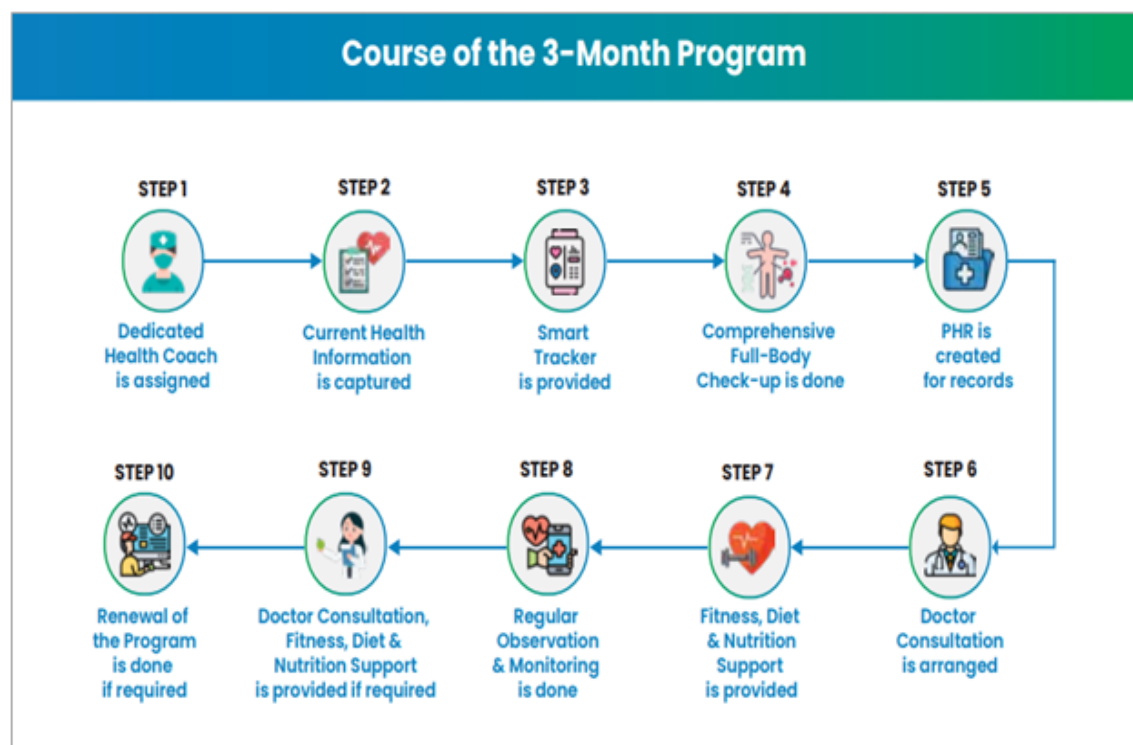 Course of the 3-Month Program
STEP 1
Dedicated
Health Coach
is assigned
STEP 2
Current Health
Information
is captured
STEP 3
Smart
Tracker
is provided
STEP 4
Comprehensive
Full-Body
Check-up is done
STEP 5
PHR is
created
for records
STEP 6
Doctor
Consultation
is arranged
STEP 7
Fitness, Diet
& Nutrition
Support
is provided
STEP 8
Regular
Observation
& Monitoring
is done
STEP 9
Doctor Consultation,
Fitness, Diet &
Nutrition Support
is provided if required
STEP 10
Renewal of
the Program
is done
if required